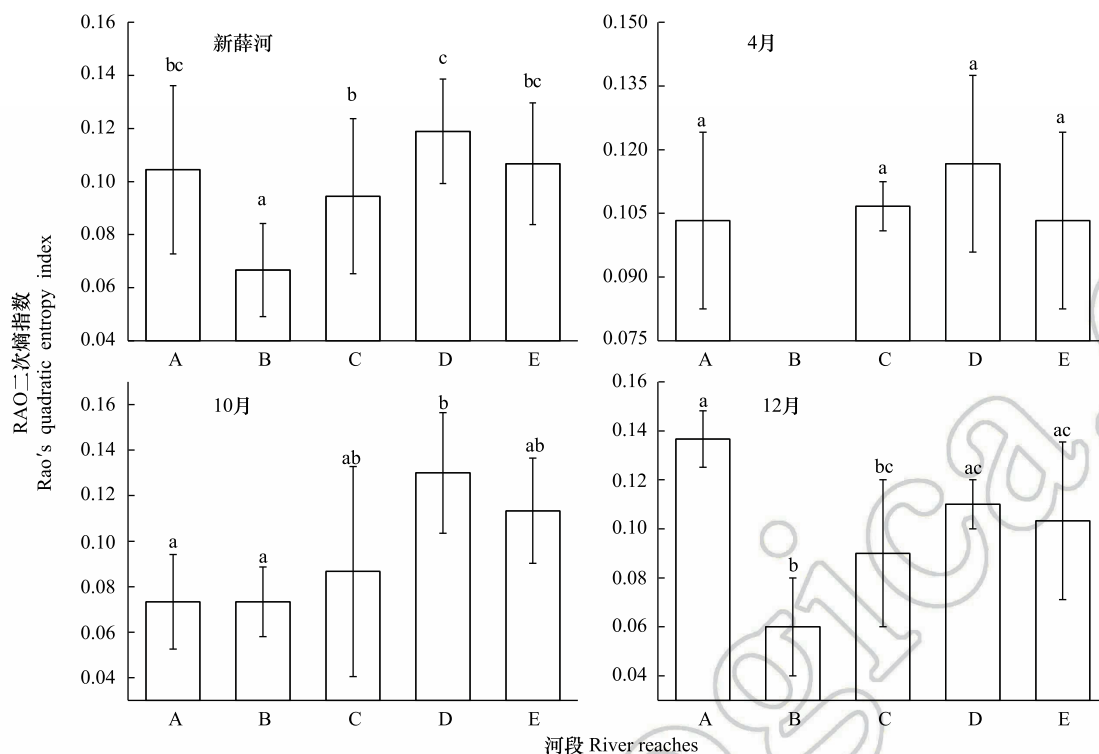 RAO二次熵指数
Rao's quadratic entropy index
新薛河
0.16
0.14
0.12
0.10
0.08
0.06
0.04
bc
a
b
c
bc
A B C D E
4月
0.150
0.135
0.120
0.105
0.090
0.075
a
a
a
a
A B C D E
10月
0.16
0.14
0.12
0.10
0.08
0.06
0.04
a
a
ab
b
ab
A B C D E
12月
0.16
0.14
0.12
0.10
0.08
0.06
0.04
a
b
bc
ac
ac
A B C D E
河段 River reaches